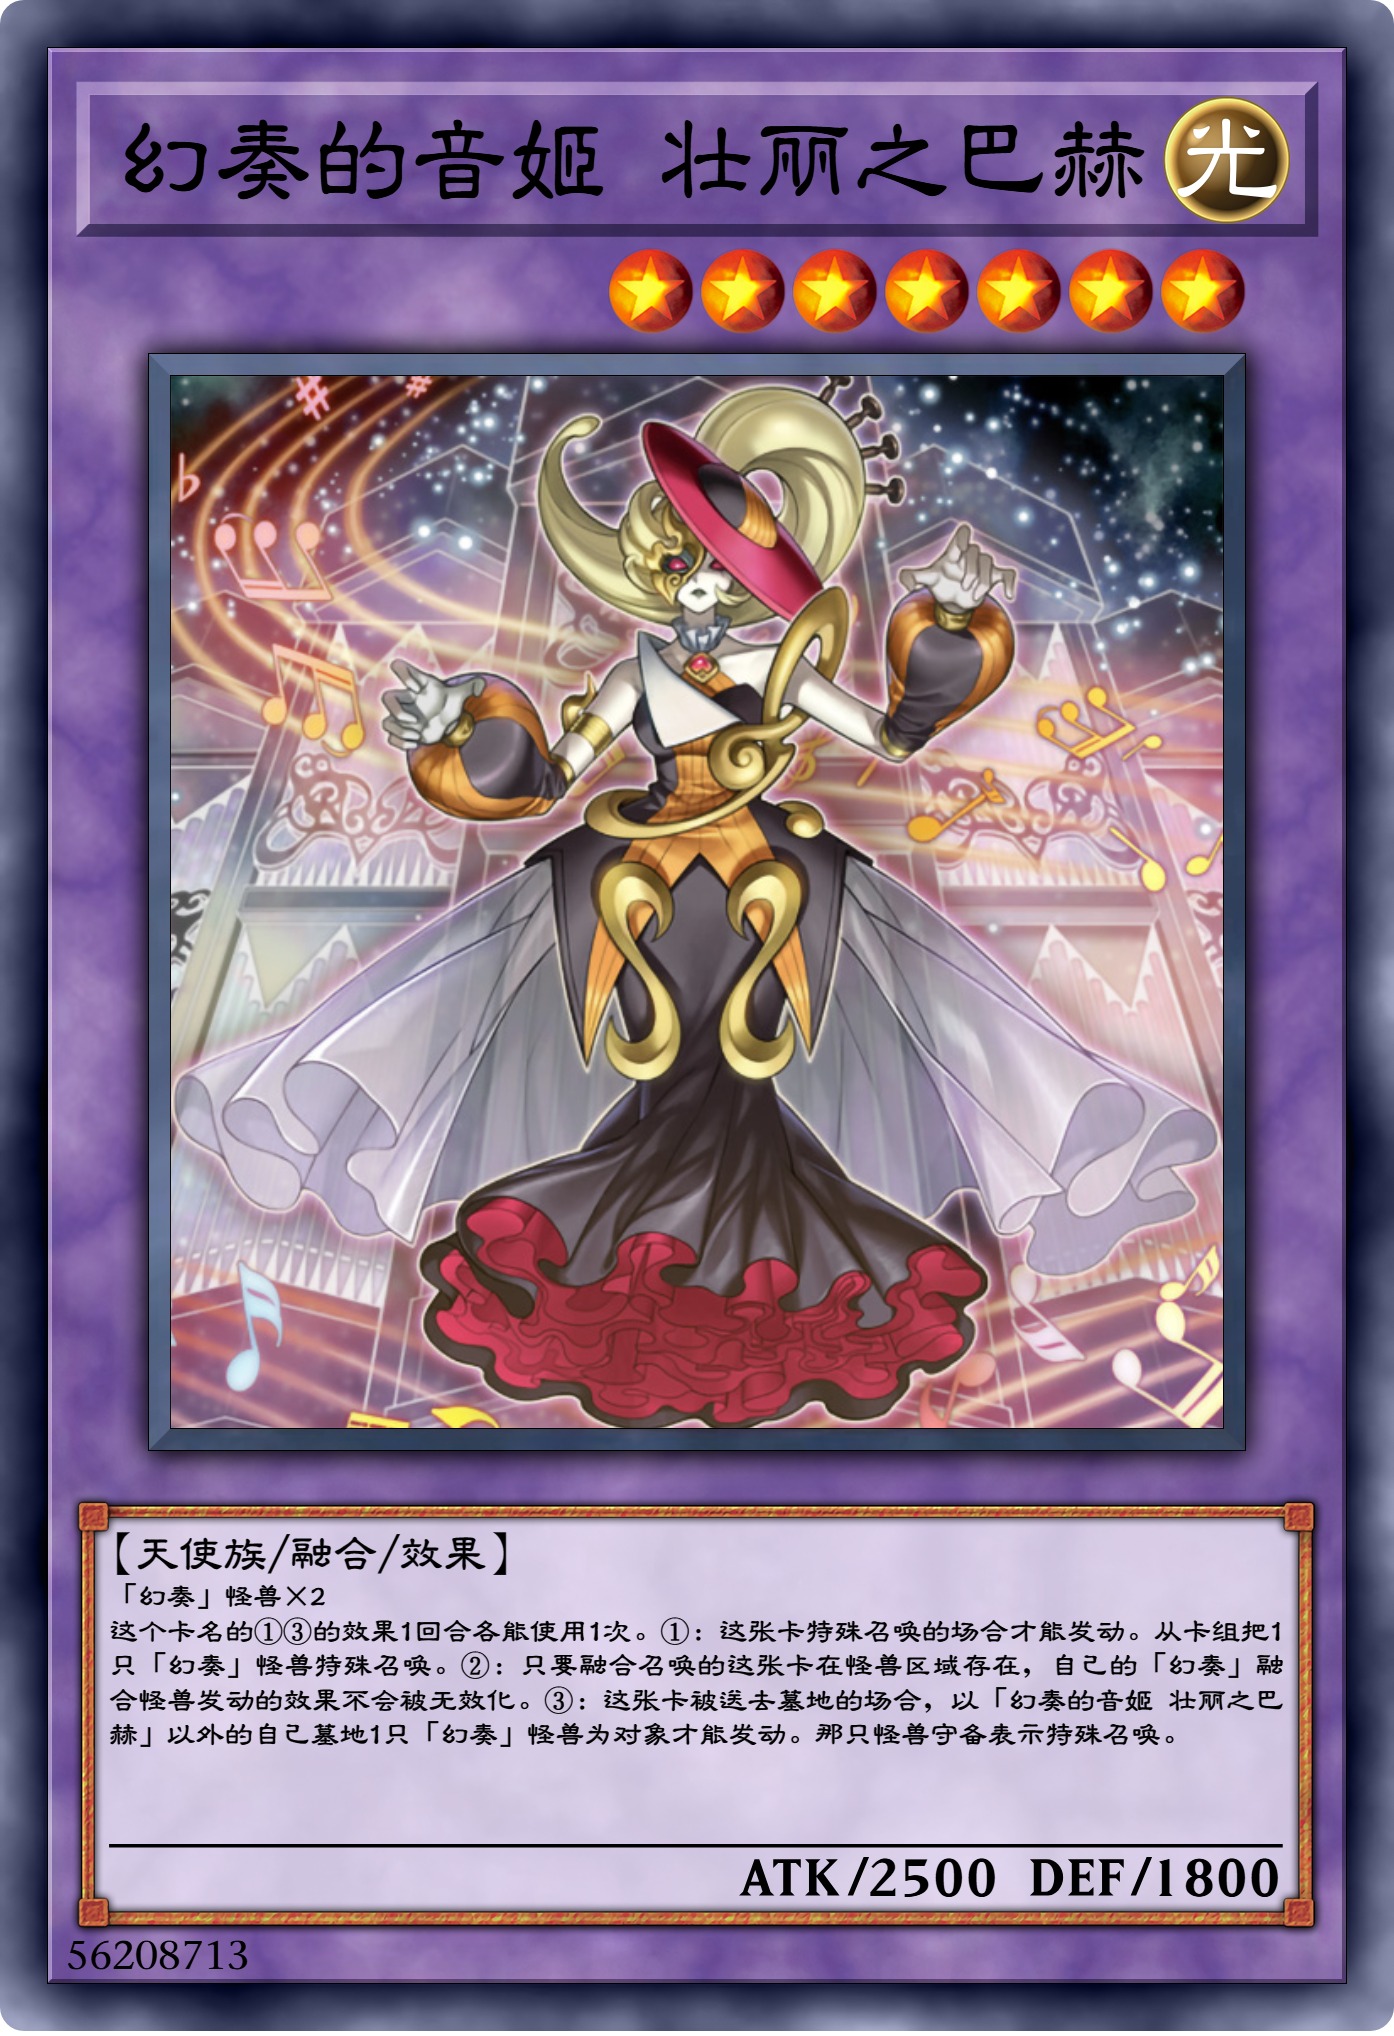 幻奏的音姬 壮丽之巴赫 光
【天使族/融合/效果】
「幻奏」怪兽×2
这个卡名的①③的效果1回合各能使用1次。①：这张卡特殊召唤的场合才能发动。从卡组把1
只「幻奏」怪兽特殊召唤。②：只要融合召唤的这张卡在怪兽区域存在，自己的「幻奏」融
合怪兽发动的效果不会被无效化。③：这张卡被送去墓地的场合，以「幻奏的音姬 壮丽之巴
赫」以外的自己墓地1只「幻奏」怪兽为对象才能发动。那只怪兽守备表示特殊召唤。
ATK/2500 DEF/1800
56208713